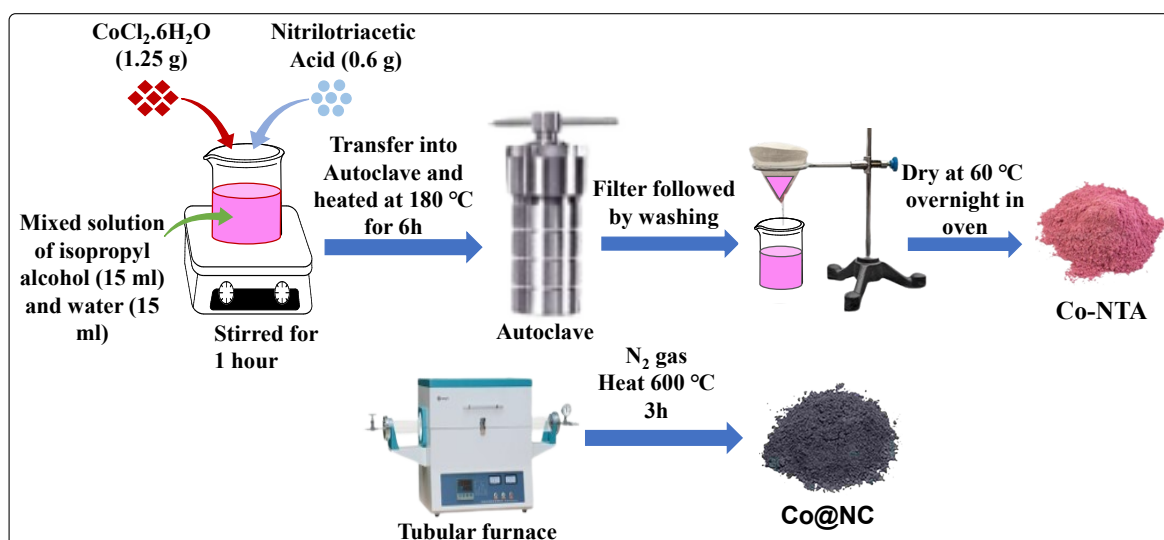 CoCl₂.6H₂O
(1.25 g)
Nitrilotriacetic
Acid (0.6 g)
Mixed solution
of isopropyl
alcohol (15 ml)
and water (15
ml)
Stirred for
1 hour
Transfer into
Autoclave and
heated at 180 °C
for 6h
Autoclave
Filter followed
by washing
Dry at 60 °C
overnight in
oven
Co-NTA
Tubular furnace
N₂ gas
Heat 600 °C
3h
Co@NC